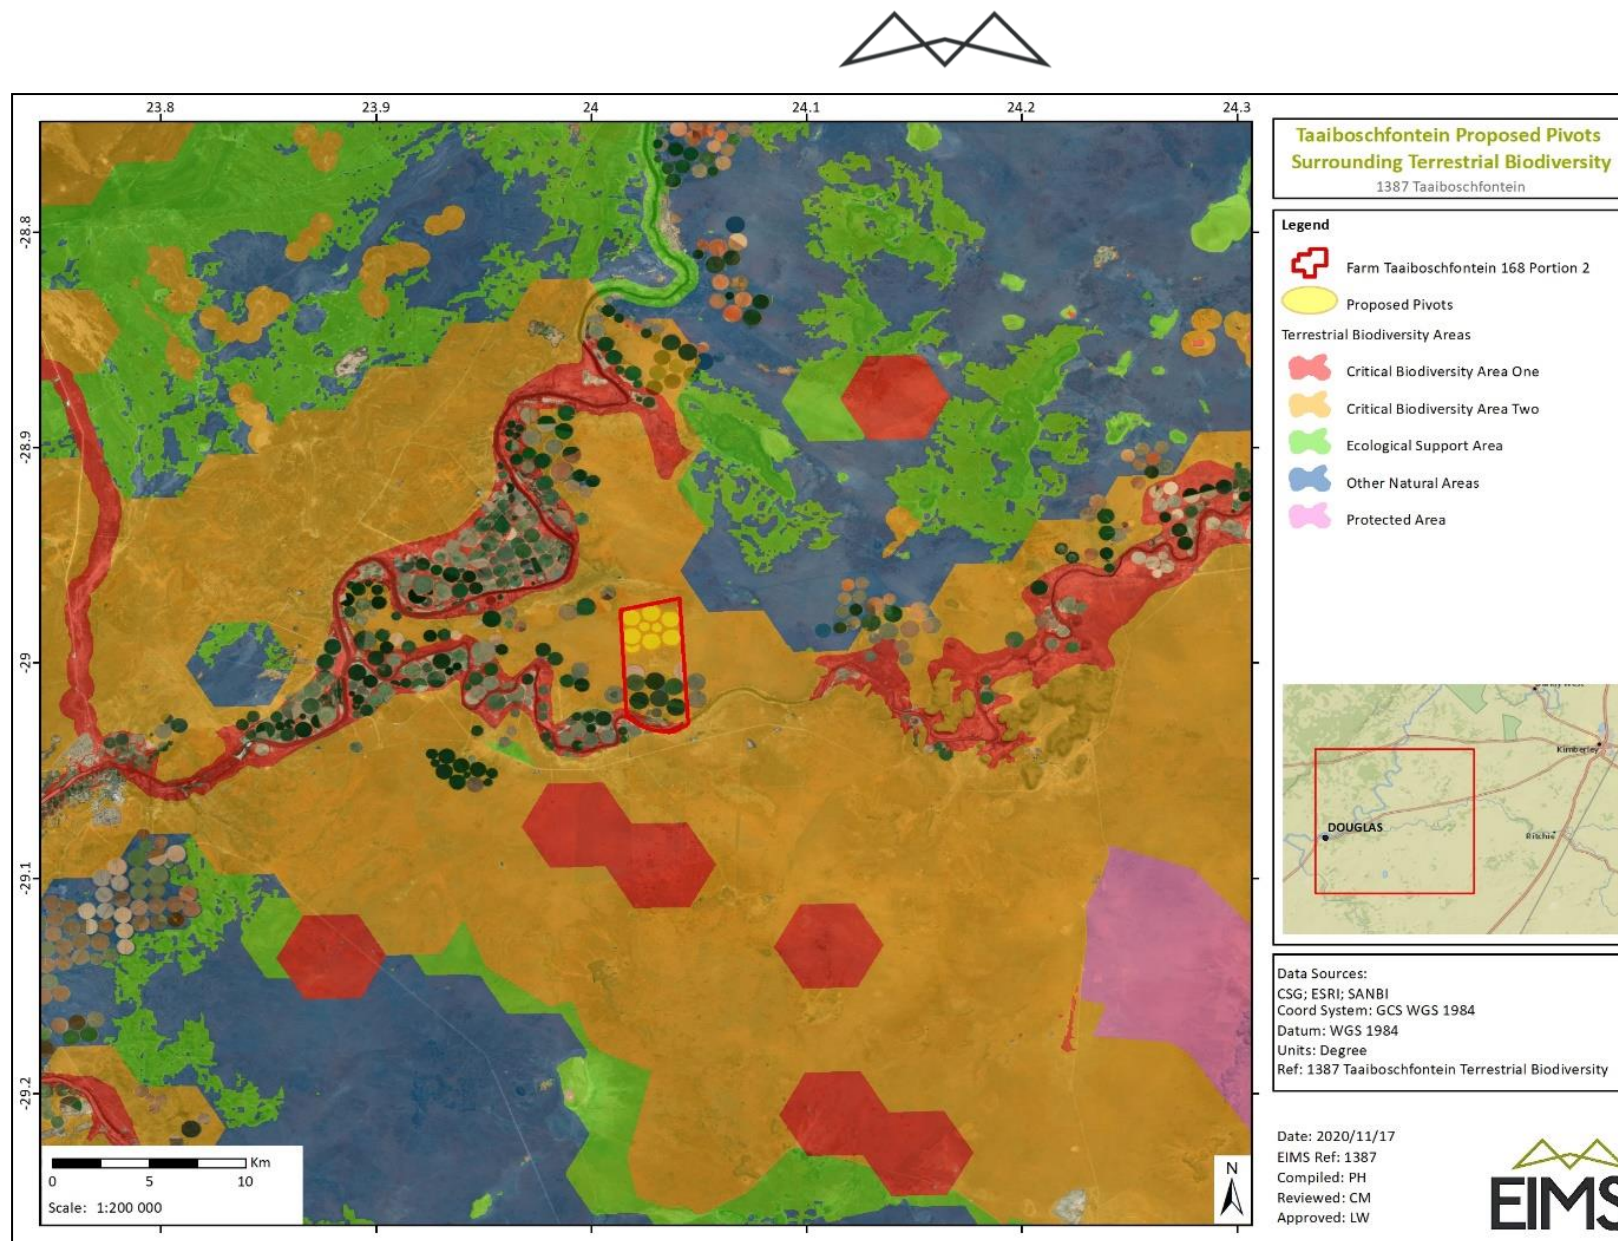 23.8 23.9 24 24.1 24.2 24.3
-28.8
-28.9
-29
-29.1
-29.2
Km
0 5 10
Scale: 1:200 000
N
Taaiboschfontein Proposed Pivots
Surrounding Terrestrial Biodiversity
1387 Taaiboschfontein
Legend
Farm Taaiboschfontein 168 Portion 2
Proposed Pivots
Terrestrial Biodiversity Areas
Critical Biodiversity Area One
Critical Biodiversity Area Two
Ecological Support Area
Other Natural Areas
Protected Area
Kimberley
DOUGLAS
Ritchie
Data Sources:
CSG; ESRI; SANBI
Coord System: GCS WGS 1984
Datum: WGS 1984
Units: Degree
Ref: 1387 Taaiboschfontein Terrestrial Biodiversity
Date: 2020/11/17
EIMS Ref: 1387
Compiled: PH
Reviewed: CM
Approved: LW
EIMS